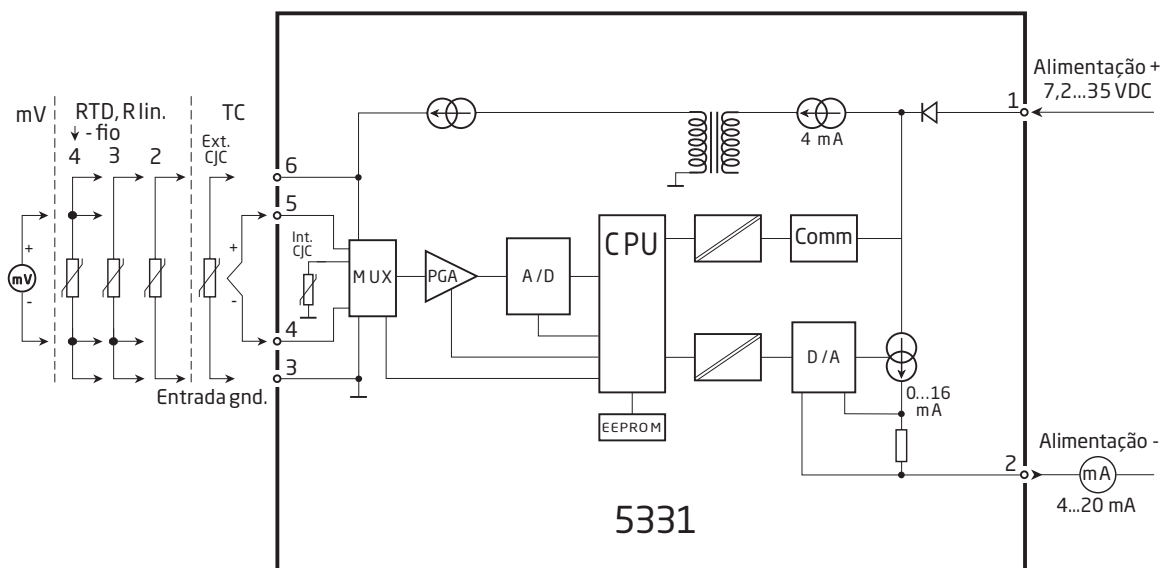 Alimentação +
7,2...35 VDC
1
4 mA
mV
RTD, R lin.
- fio
4 3 2
TC
Ext.
CJC
6
5
Int.
CJC
MUX
PGA
A/D
CPU
Comm
+
mV
-
+
-
4
3
Entrada gnd.
D/A
0...16
mA
EEPROM
2
Alimentação -
mA
4...20 mA
5331